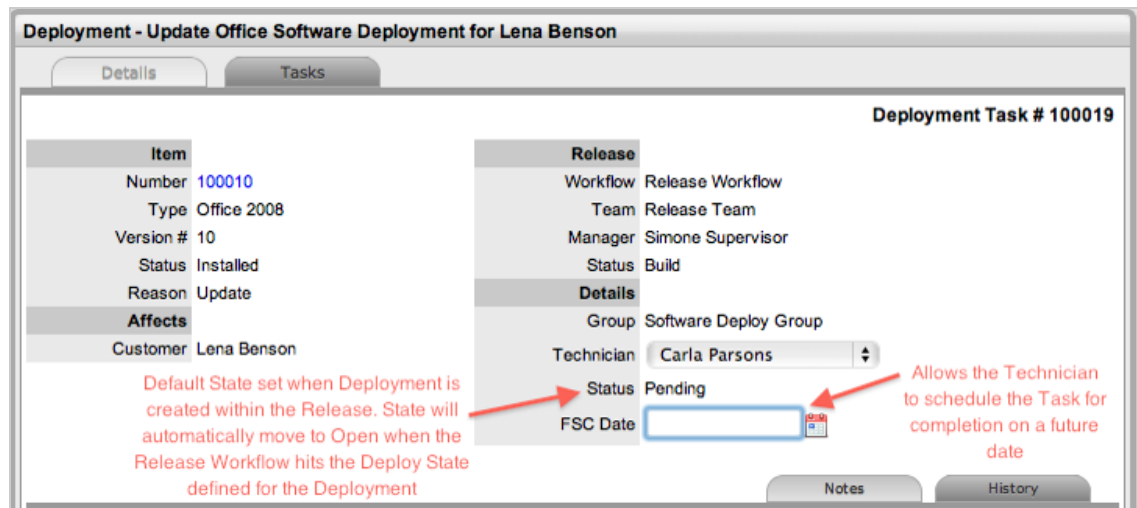 Deployment - Update Office Software Deployment for Lena Benson
Details
Tasks
Deployment Task # 100019
Item
Number 100010
Type Office 2008
Version # 10
Status Installed
Reason Update
Affects
Customer Lena Benson
Release
Workflow Release Workflow
Team Release Team
Manager Simone Supervisor
Status Build
Details
Group Software Deploy Group
Technician Carla Parsons
Status Pending
FSC Date
Default State set when Deployment is
created within the Release. State will
automatically move to Open when the
Release Workflow hits the Deploy State
defined for the Deployment
Allows the Technician
to schedule the Task for
completion on a future
date
Notes
History